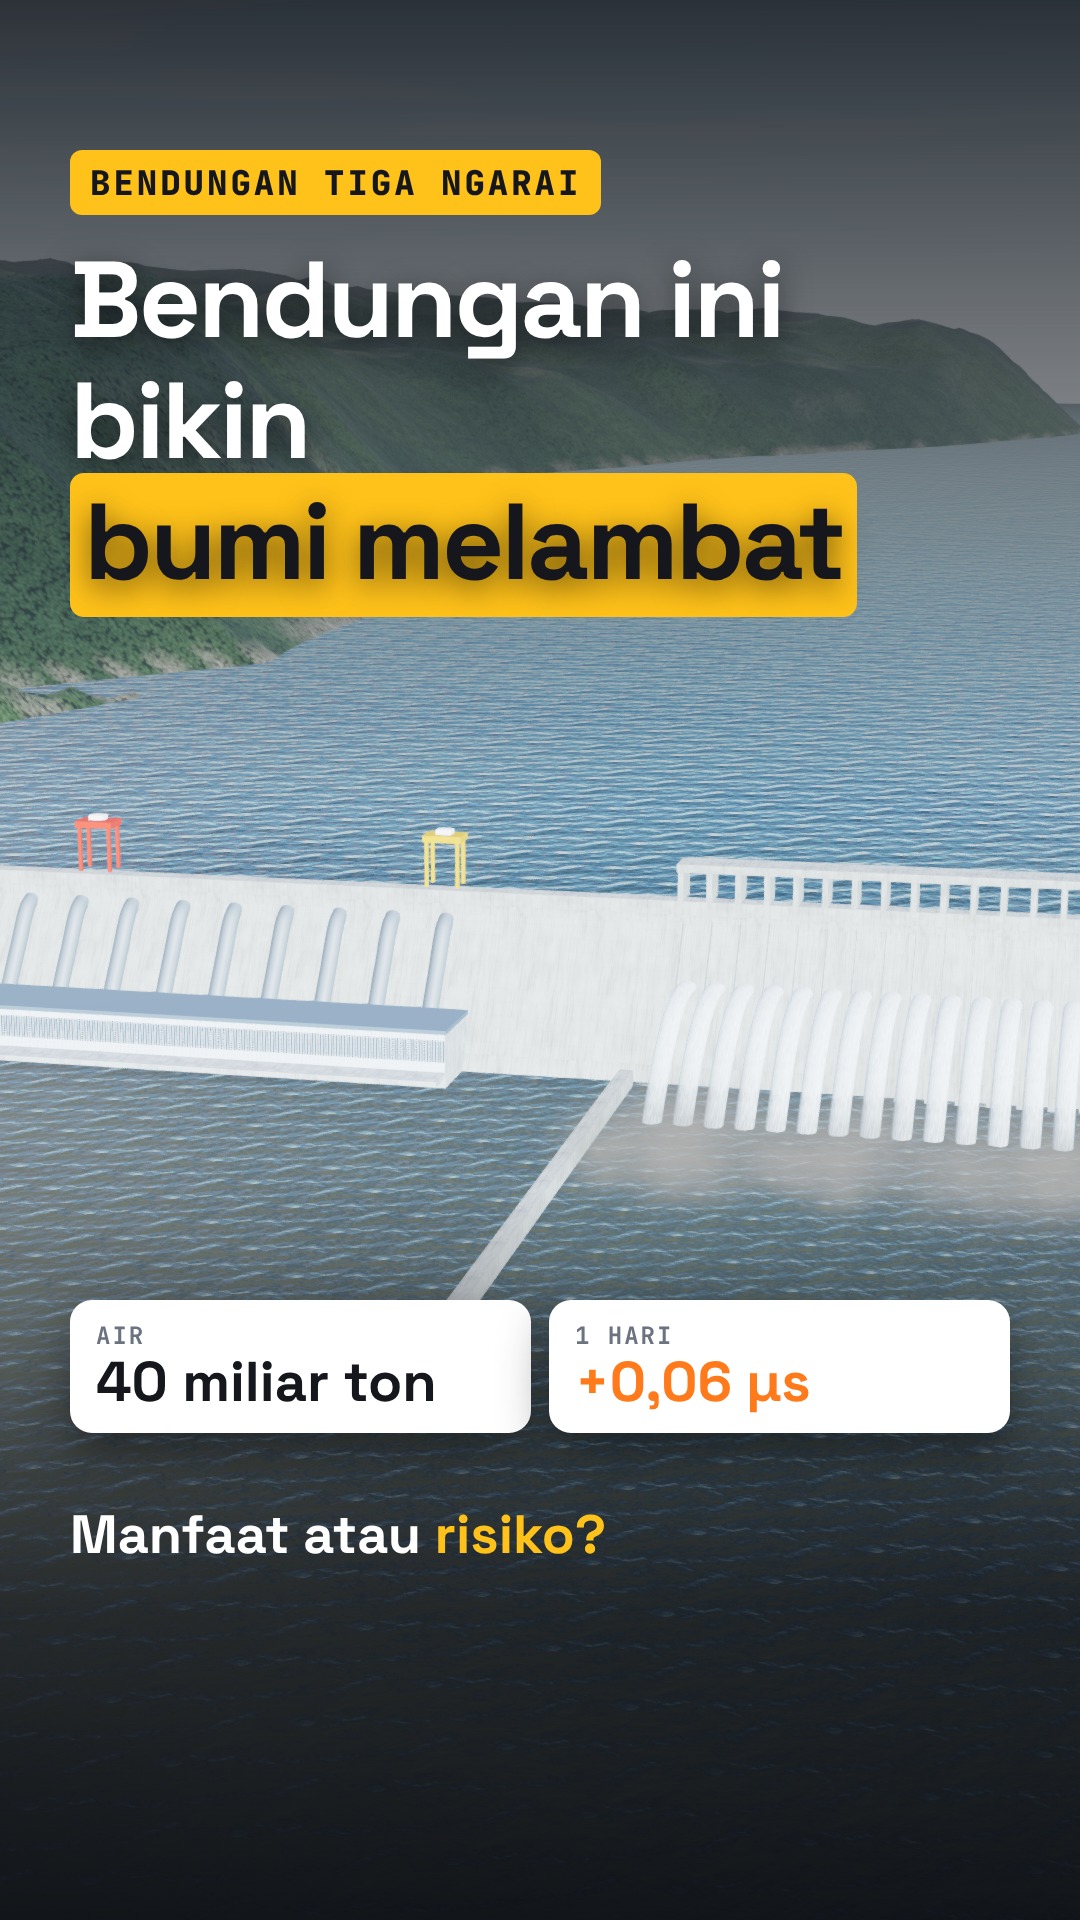 BENDUNGAN TIGA NGARAI
Bendungan ini
bikin
bumi melambat
AIR
40 miliar ton
1 HARI
+0,06 µs
Manfaat atau risiko?